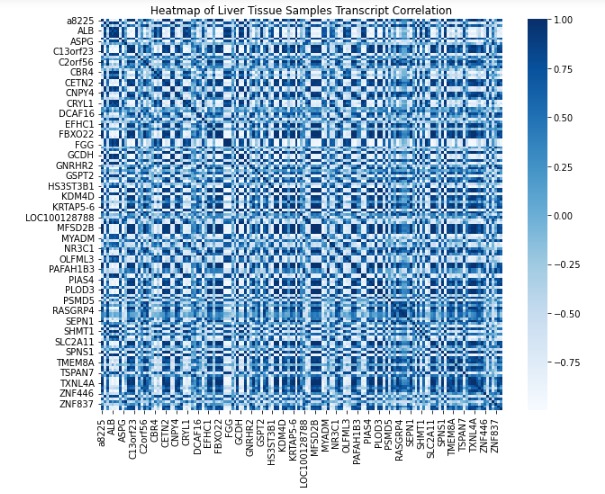 Heatmap of Liver Tissue Samples Transcript Correlation
a8225
ALB
ASPG
C13orf23
C2orf56
CBR4
CETN2
CNPY4
CRYL1
DCAF16
EFHC1
FBXO22
FGG
GCDH
GNRHR2
GSPT2
HS3ST3B1
KDM4D
KRTAP5-6
LOC100128788
MFSD2B
MYADM
NR3C1
OLFML3
PAFAH1B3
PIAS4
PLOD3
PSMD5
RASGRP4
SEPN1
SHMT1
SLC2A11
SPNS1
TMEM8A
TSPAN7
TXNL4A
ZNF446
ZNF837
a8225
ALB
ASPG
C13orf23
C2orf56
CBR4
CETN2
CNPY4
CRYL1
DCAF16
EFHC1
FBXO22
FGG
GCDH
GNRHR2
GSPT2
HS3ST3B1
KDM4D
KRTAP5-6
LOC100128788
MFSD2B
MYADM
NR3C1
OLFML3
PAFAH1B3
PIAS4
PLOD3
PSMD5
RASGRP4
SEPN1
SHMT1
SLC2A11
SPNS1
TMEM8A
TSPAN7
TXNL4A
ZNF446
ZNF837
1.00
0.75
0.50
0.25
0.00
−0.25
−0.50
−0.75